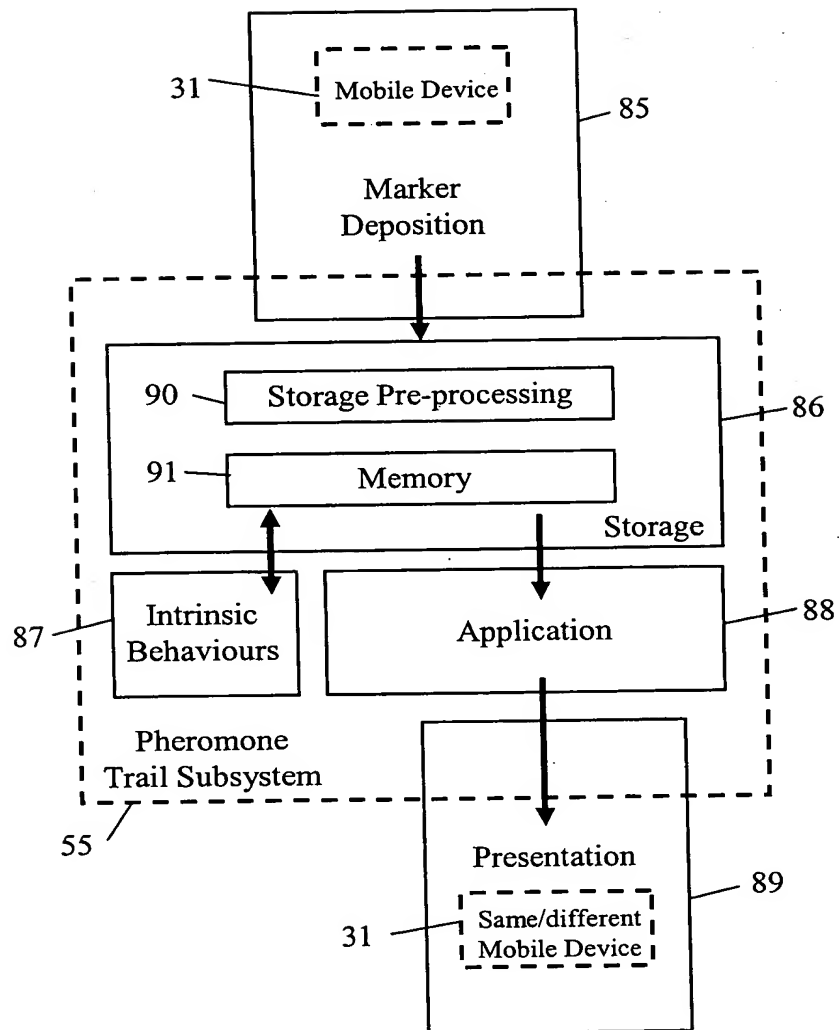 31
Mobile Device
85
Marker
Deposition
90
Storage Pre-processing
86
91
Memory
Storage
87
Intrinsic
Behaviours
Application
88
Pheromone
Trail Subsystem
55
Presentation
89
31
Same/different
Mobile Device